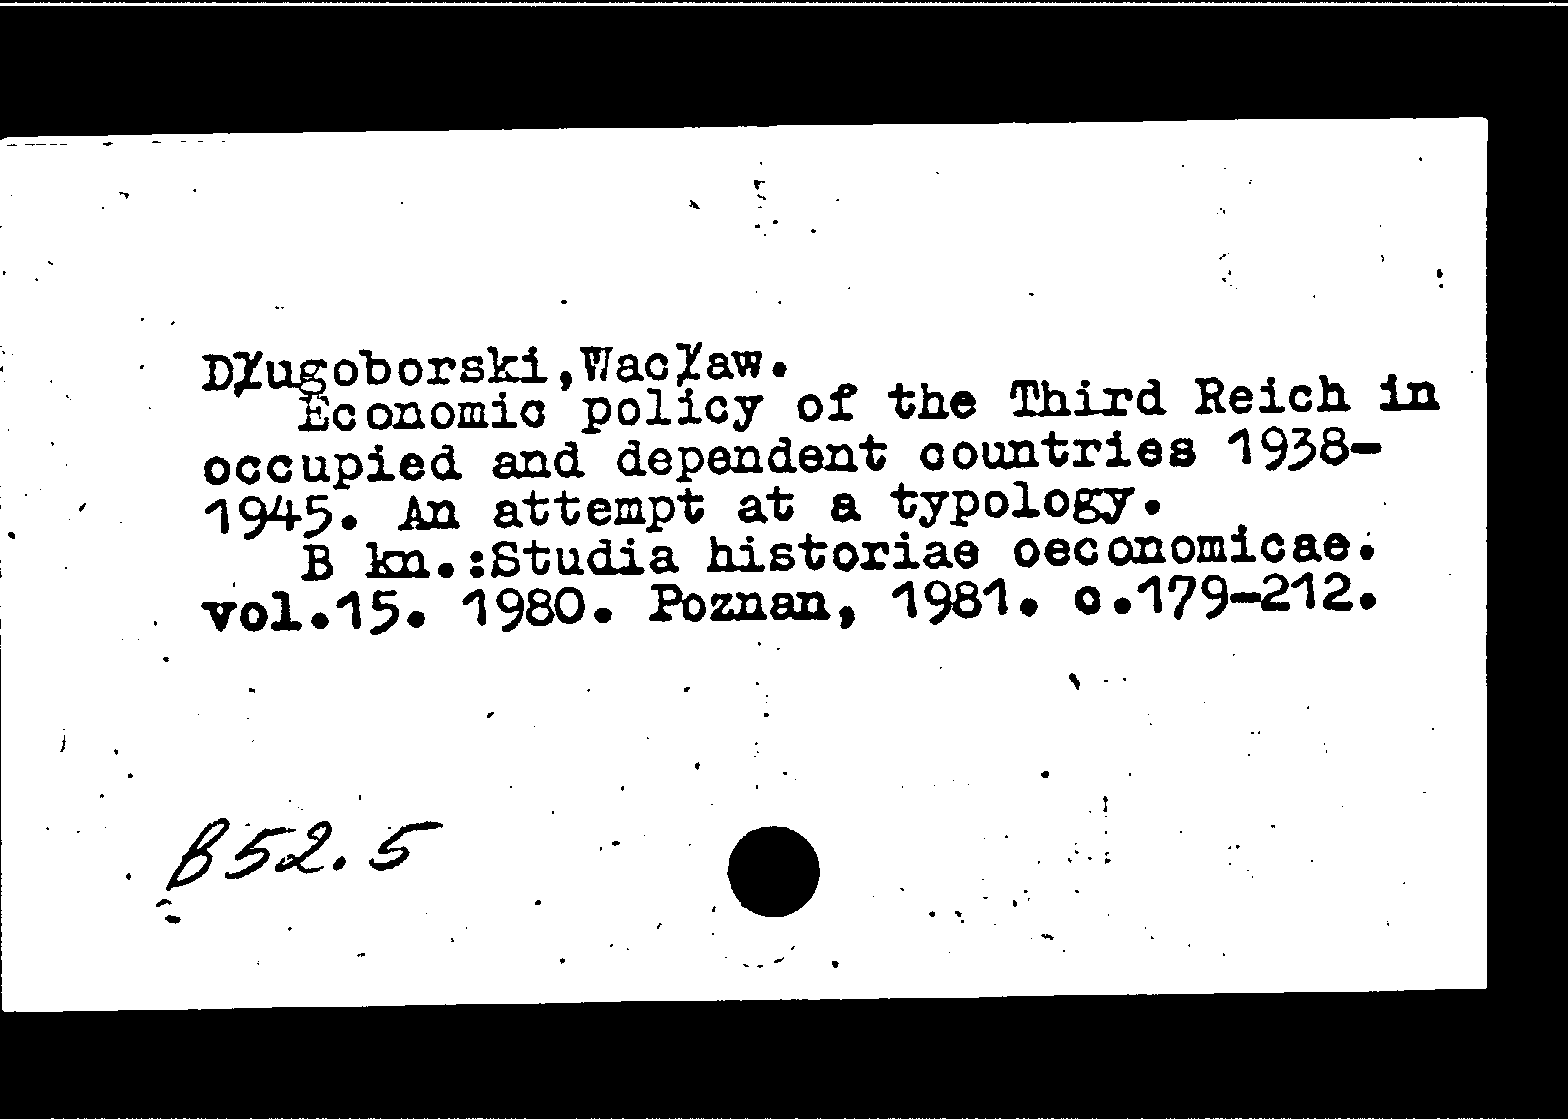 Długoborski,Wacław.
Economic policy of the Third Reich in
occupied and dependent countries 1938-
1945. An attempt at a typology.
В кн.:Studia historiae oeconomicae.
vol.15. 1980. Poznan, 1981. с.179-212.
B52.5